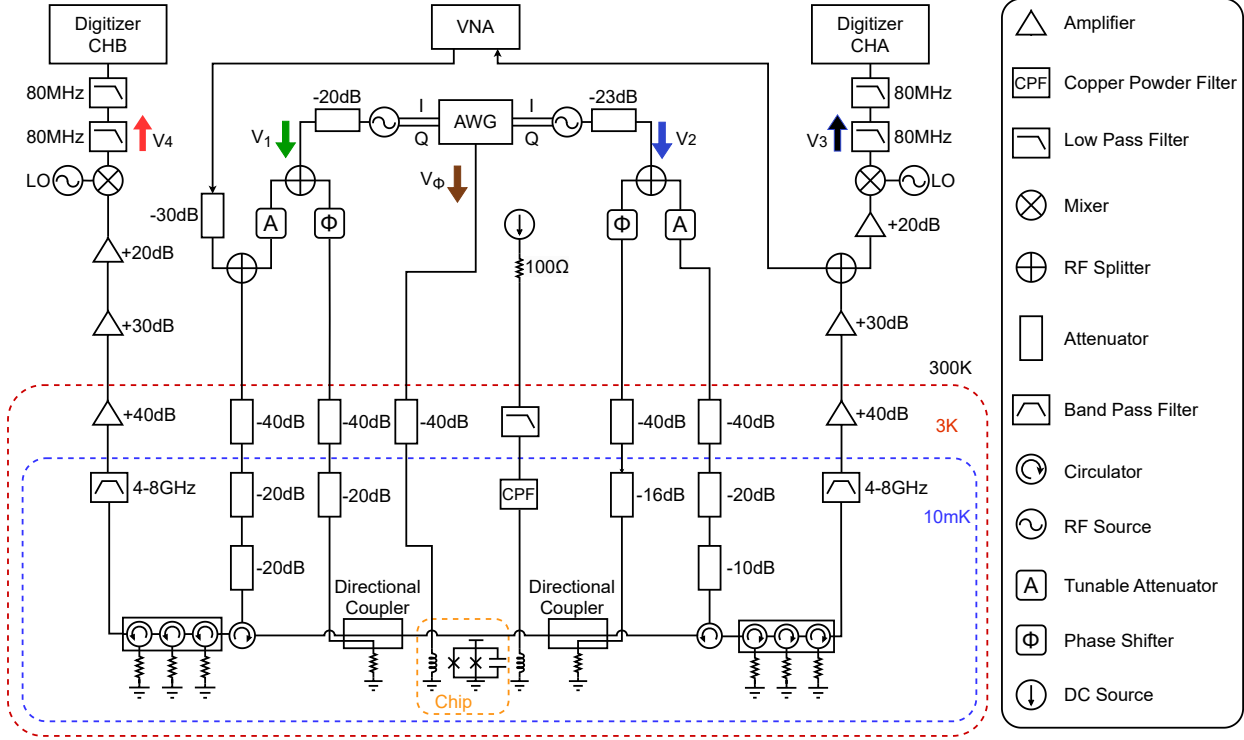 Digitizer
CHB
VNA
Digitizer
CHA
80MHz
-20dB
I
AWG
I
-23dB
80MHz
Q
Q
80MHz
V4
V1
V2
V3
80MHz
LO
VΦ
LO
-30dB
A
Φ
Φ
A
+20dB
100Ω
+20dB
+30dB
+30dB
300K
+40dB
-40dB
-40dB
-40dB
-40dB
-40dB
+40dB
3K
4-8GHz
-20dB
-20dB
CPF
-16dB
-20dB
4-8GHz
10mK
-20dB
Directional
Coupler
Directional
Coupler
-10dB
Chip
Amplifier
CPF
Copper Powder Filter
Low Pass Filter
Mixer
RF Splitter
Attenuator
Band Pass Filter
Circulator
RF Source
A
Tunable Attenuator
Φ
Phase Shifter
DC Source